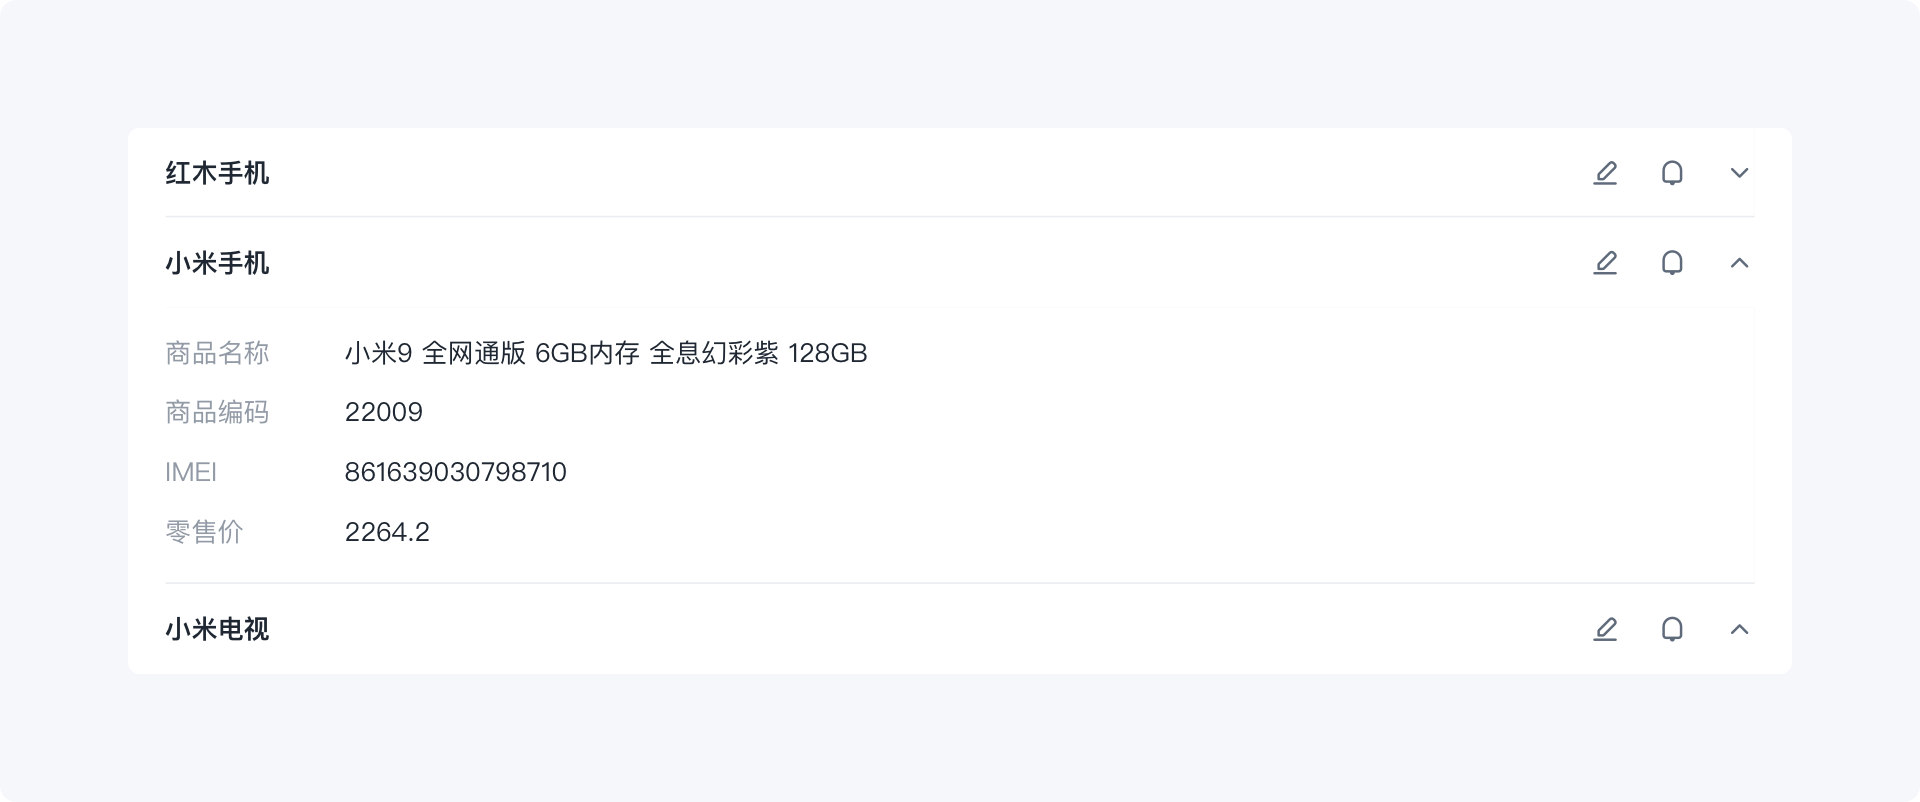 红木手机
小米手机
商品名称 小米9 全网通版 6GB内存 全息幻彩紫 128GB
商品编码 22009
IMEI 861639030798710
零售价 2264.2
小米电视